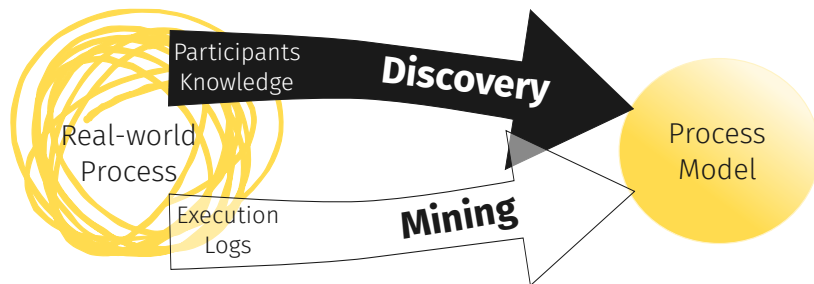 Participants
Knowledge
Discovery
Real-world
Process
Process
Model
Execution
Logs
Mining